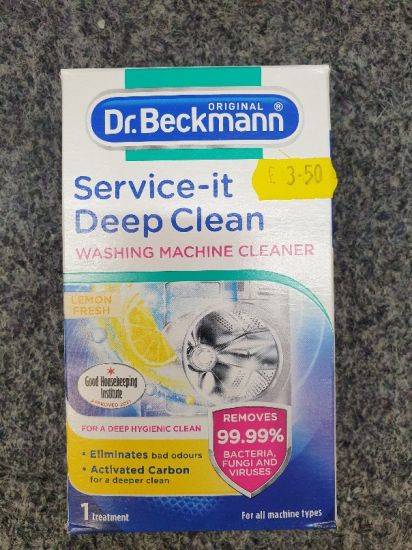 ORIGINAL ®
Dr.Beckmann
£ 3.50
Service-it
Deep Clean
WASHING MACHINE CLEANER
LEMON
FRESH
Good Housekeeping
Institute
APPROVED 2021
FOR A DEEP HYGIENIC CLEAN
• Eliminates bad odours
• Activated Carbon
for a deeper clean
REMOVES
99.99%
BACTERIA,
FUNGI AND
VIRUSES
1 treatment
For all machine types